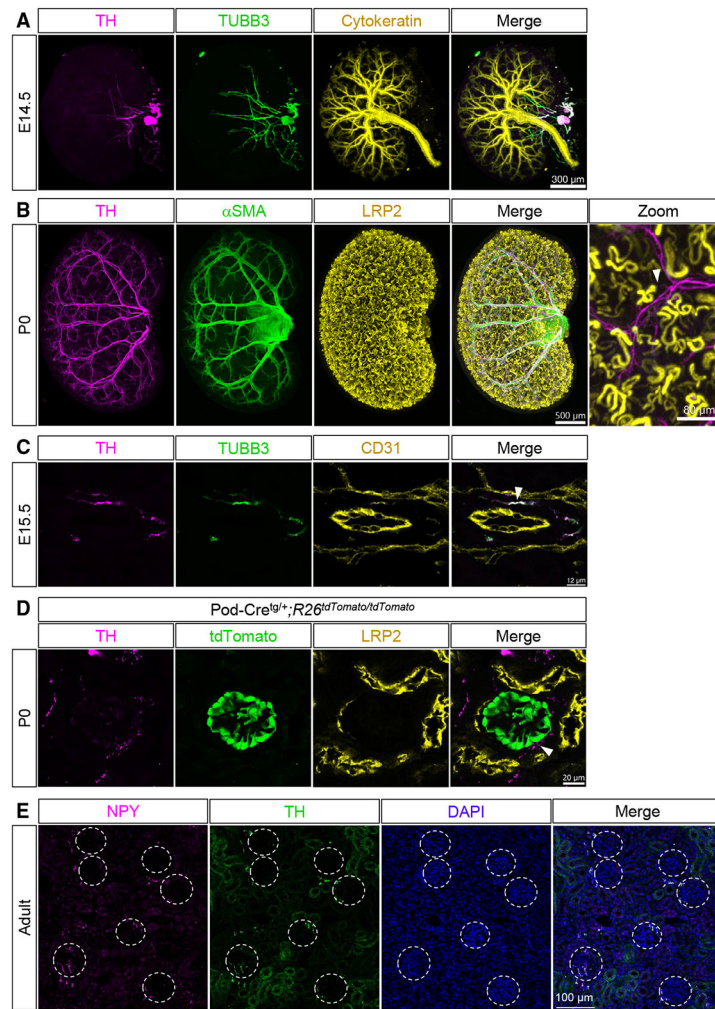 A
TH TUBB3 Cytokeratin Merge
E14.5
300 μm
B
TH αSMA LRP2 Merge Zoom
P0
500 μm
80 μm
C
TH TUBB3 CD31 Merge
E15.5
12 μm
D
Pod-Cretg/+;R26tdTomato/tdTomato
TH tdTomato LRP2 Merge
P0
20 μm
E
NPY TH DAPI Merge
Adult
100 μm